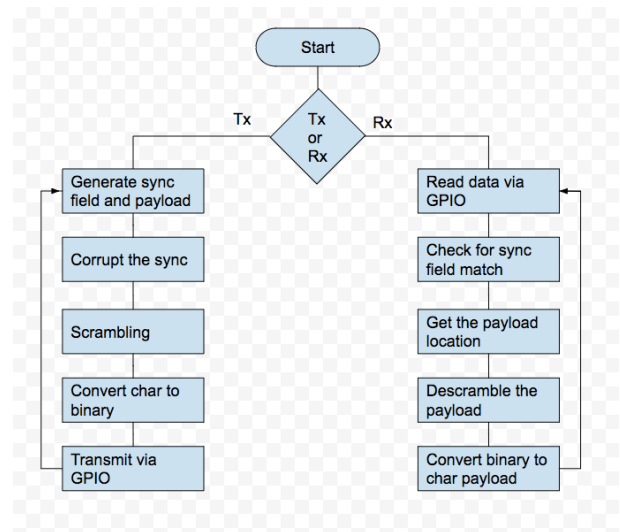 Start
Tx
Tx
or
Rx
Rx
Generate sync
field and payload
Corrupt the sync
Scrambling
Convert char to
binary
Transmit via
GPIO
Read data via
GPIO
Check for sync
field match
Get the payload
location
Descramble the
payload
Convert binary to
char payload